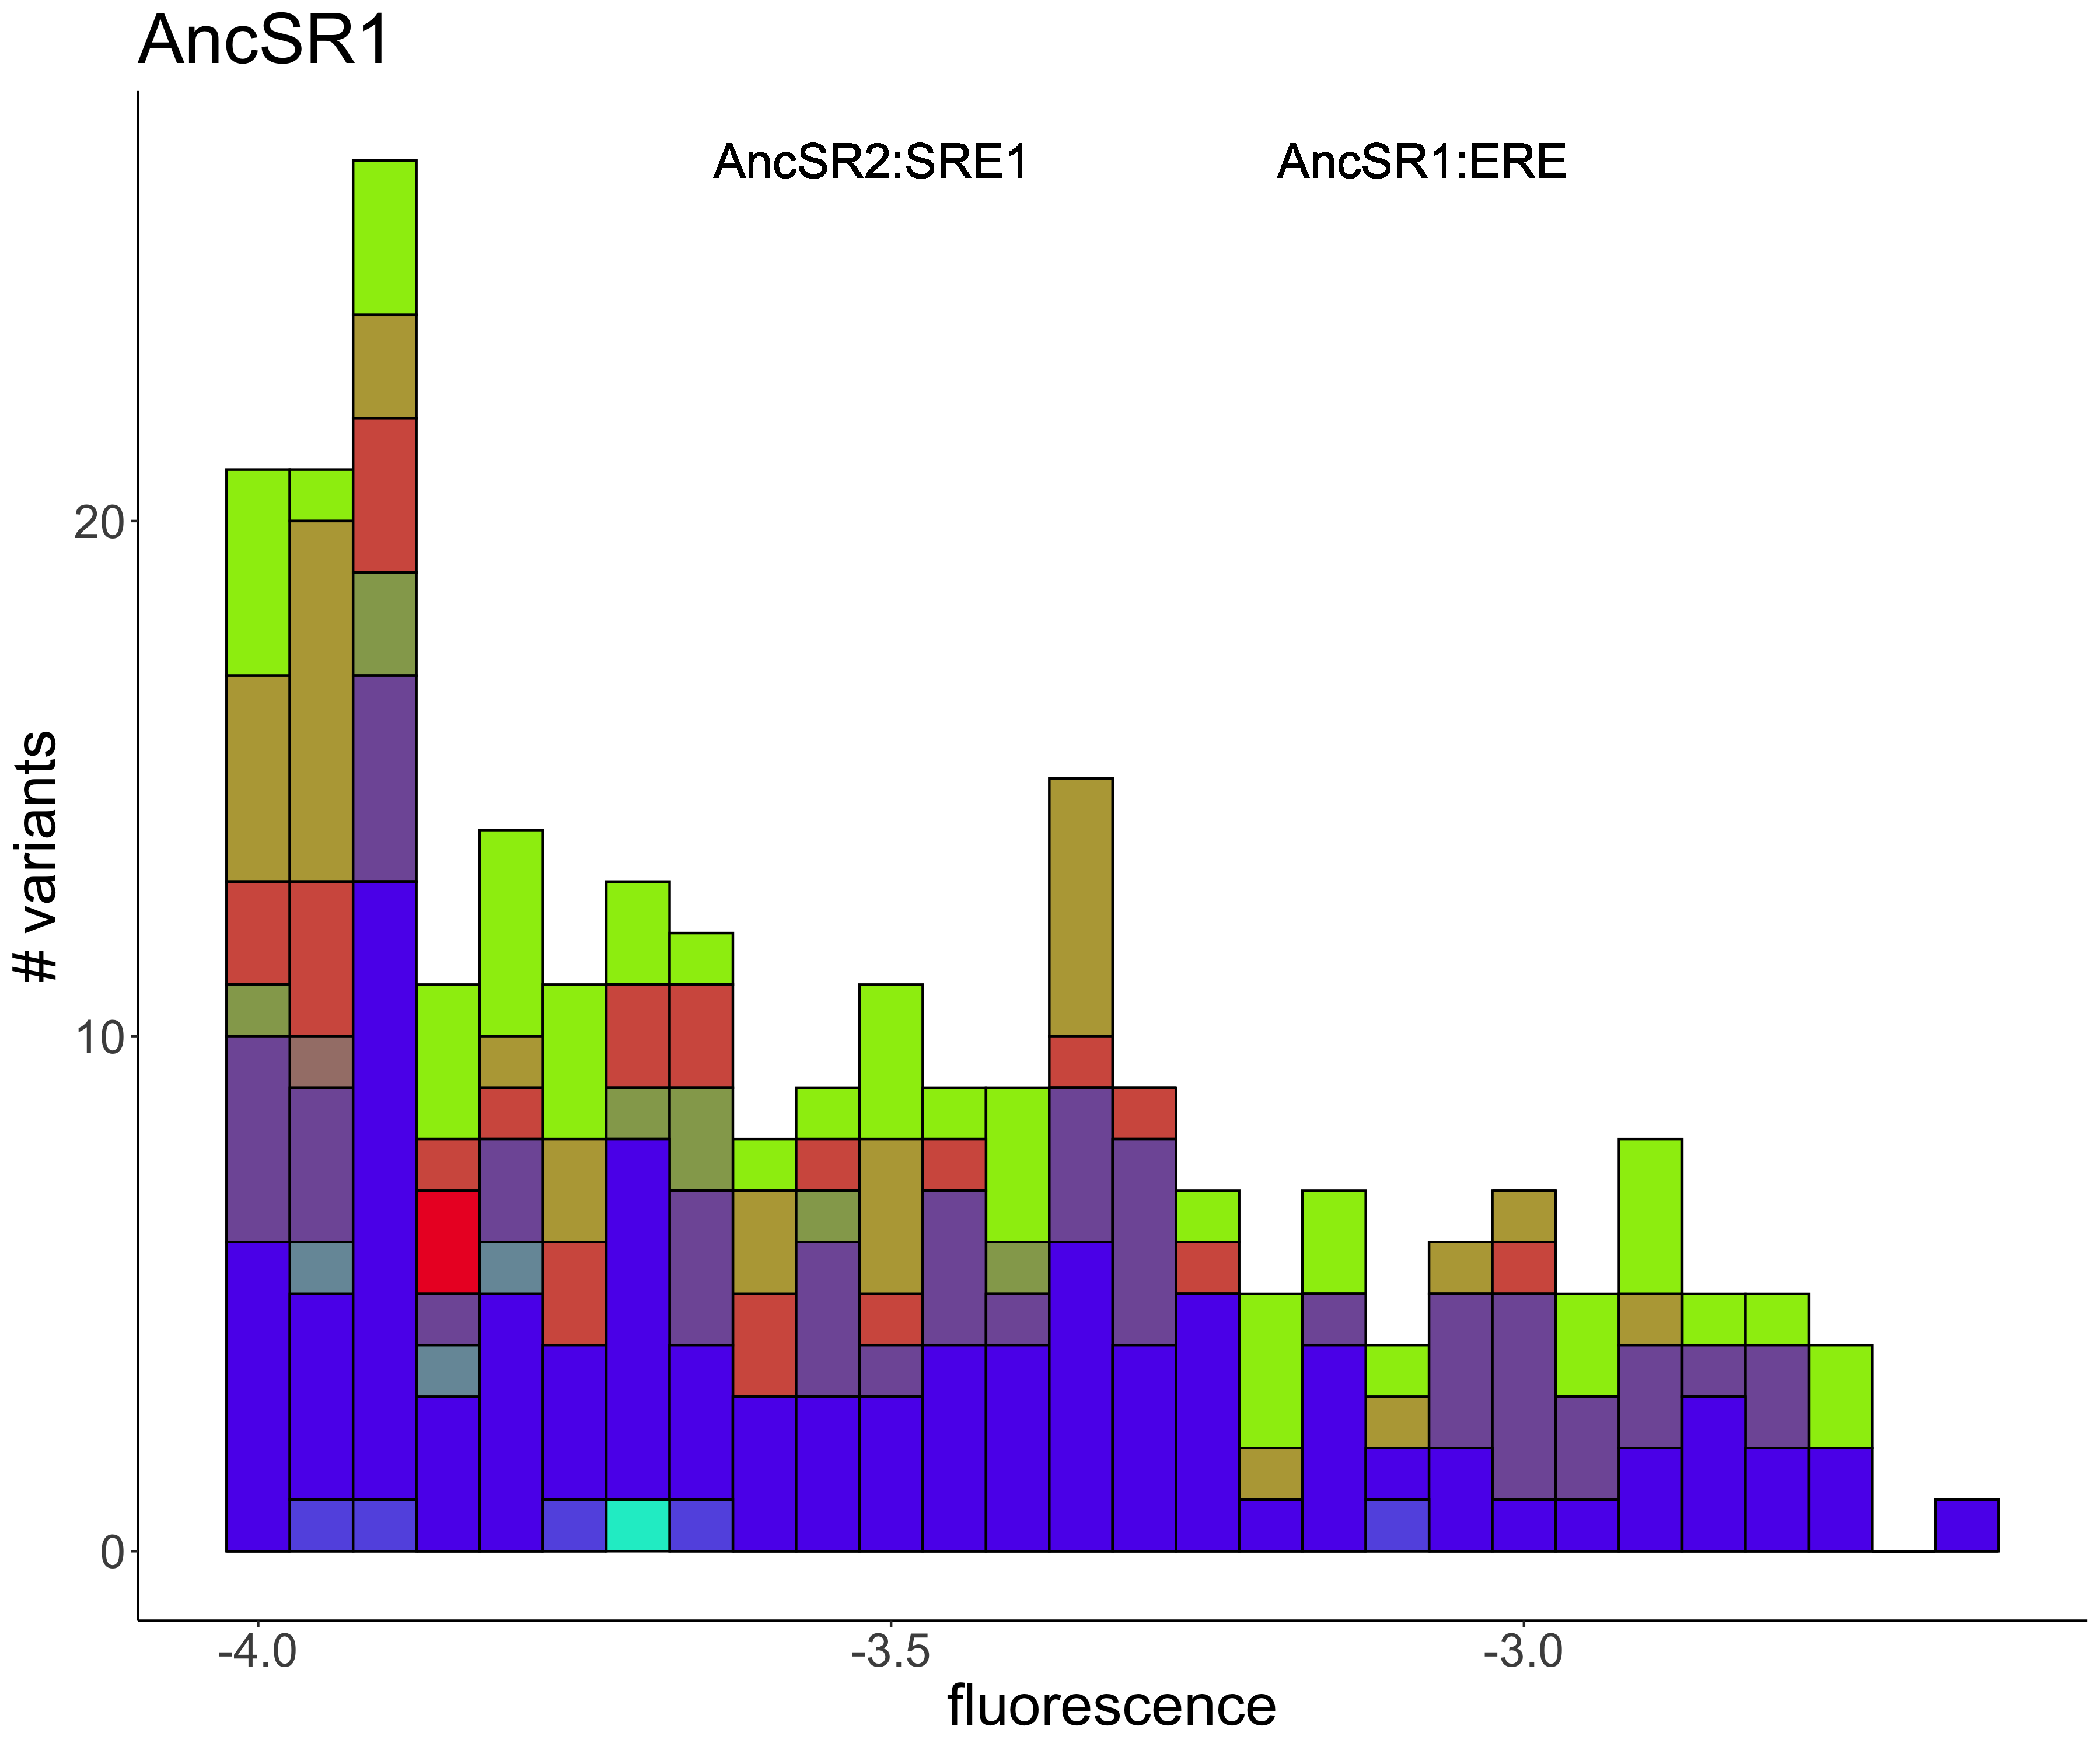 AncSR1
AncSR2:SRE1
AncSR1:ERE
# variants
20
10
0
-4.0
-3.5
-3.0
fluorescence